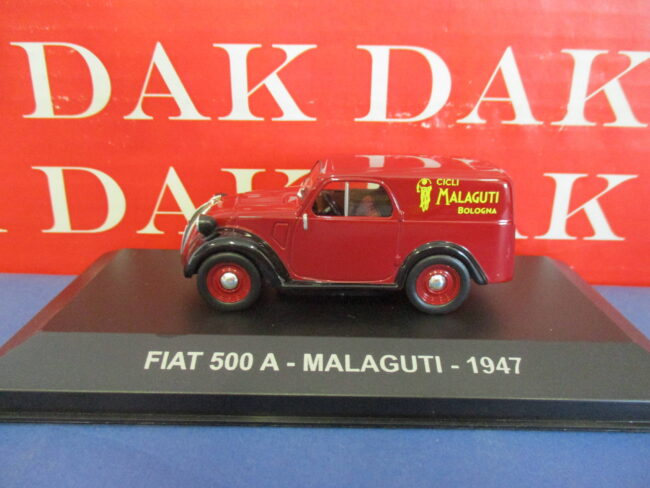 DAK DAK
DAK DAK
CICLI
MALAGUTI
BOLOGNA
FIAT 500 A - MALAGUTI - 1947